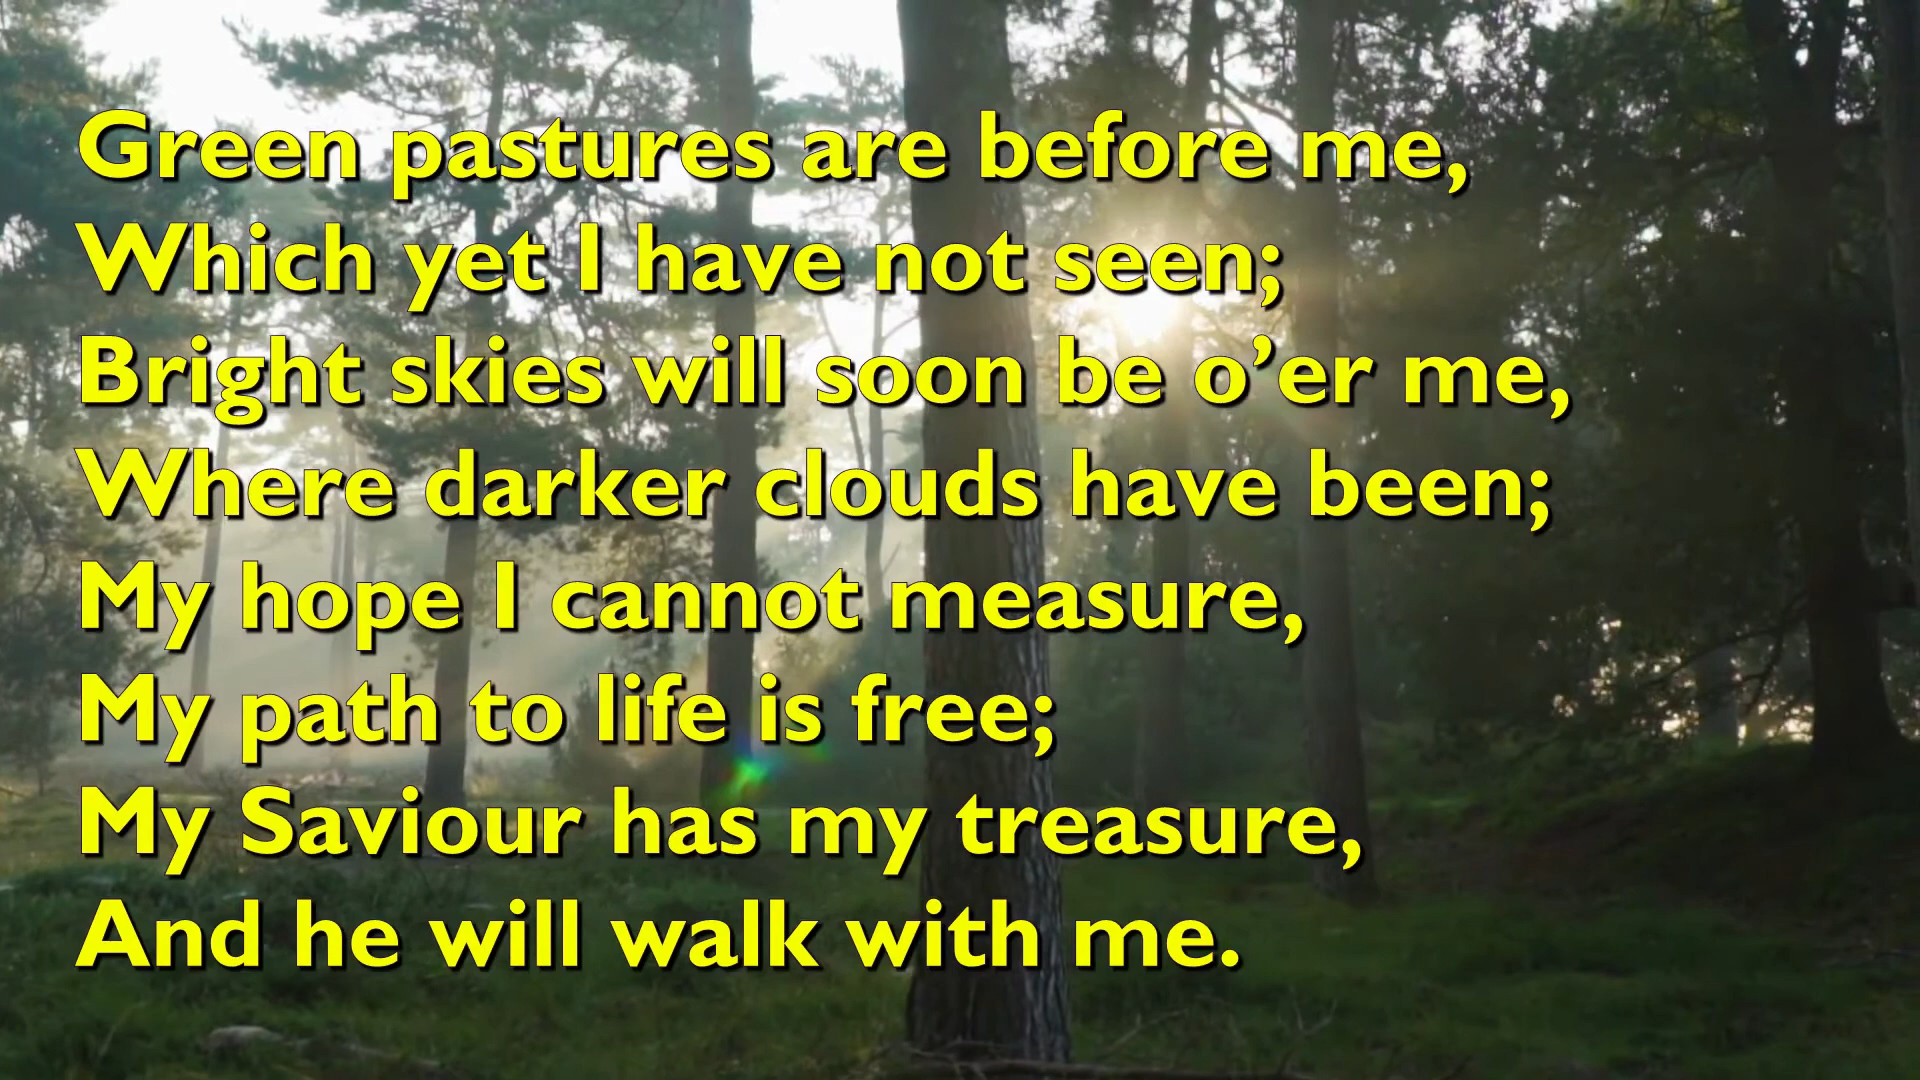 Green pastures are before me,
Which yet I have not seen;
Bright skies will soon be o’er me,
Where darker clouds have been;
My hope I cannot measure,
My path to life is free;
My Saviour has my treasure,
And he will walk with me.